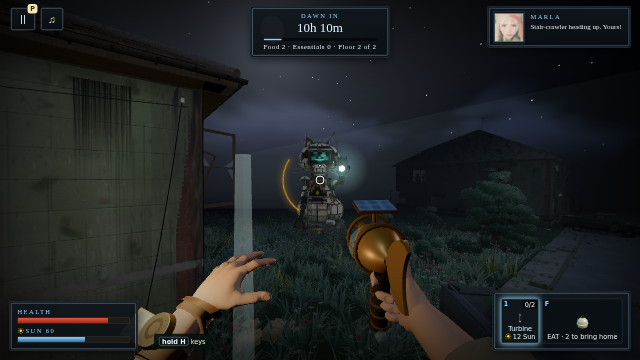 P
DAWN IN
10h 10m
Food 2 · Essentials 0 · Floor 2 of 2
MARLA
Stair-crawler heading up. Yours!
HEALTH
SUN 60
hold H keys
1 0/2
Turbine
12 Sun
F
EAT · 2 to bring home